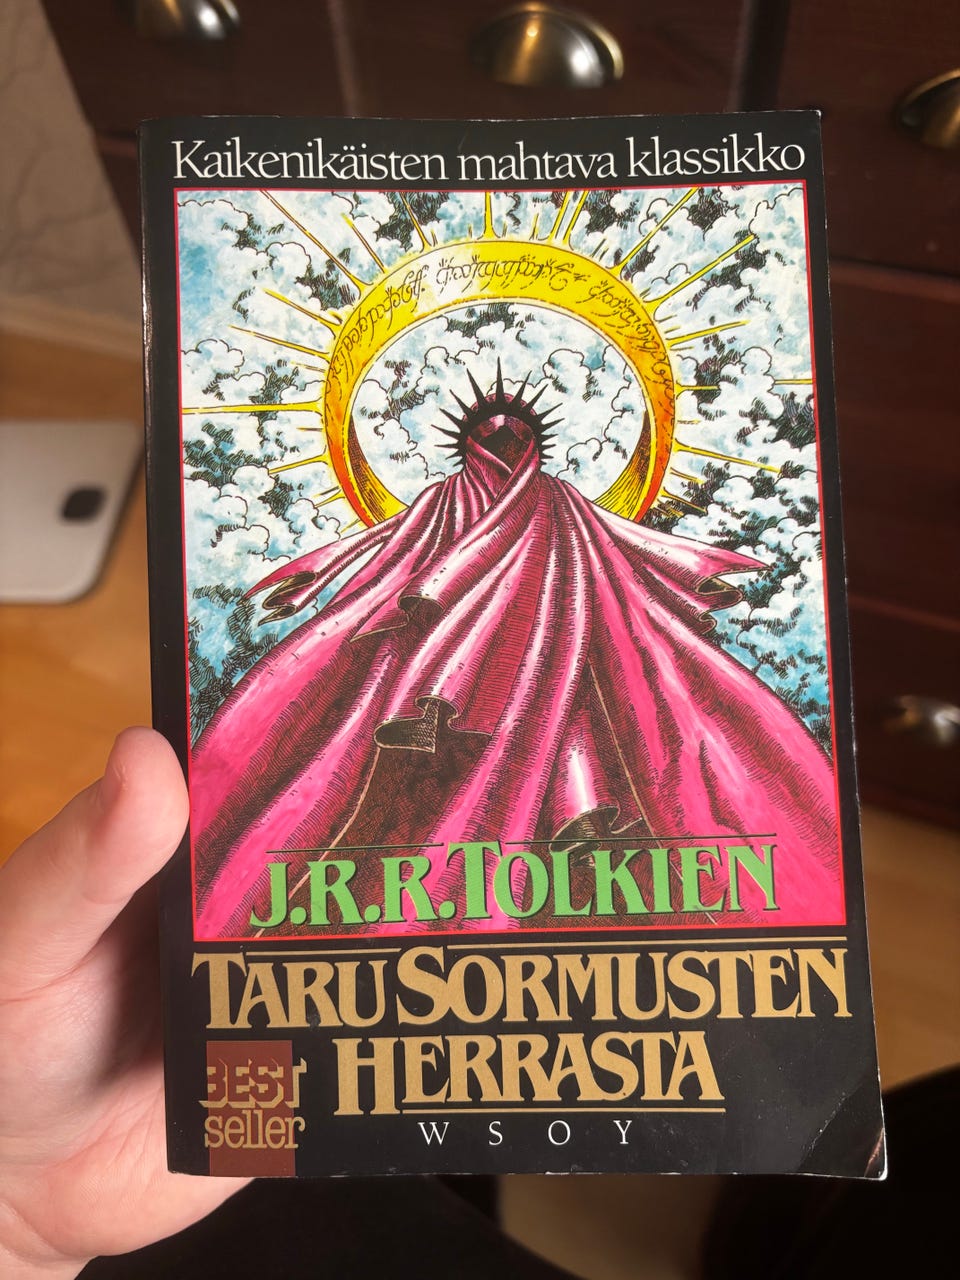 Kaikenikäisten mahtava klassikko
J.R.R.TOLKIEN
TARU SORMUSTEN
HERRASTA
BEST
seller
WSOY